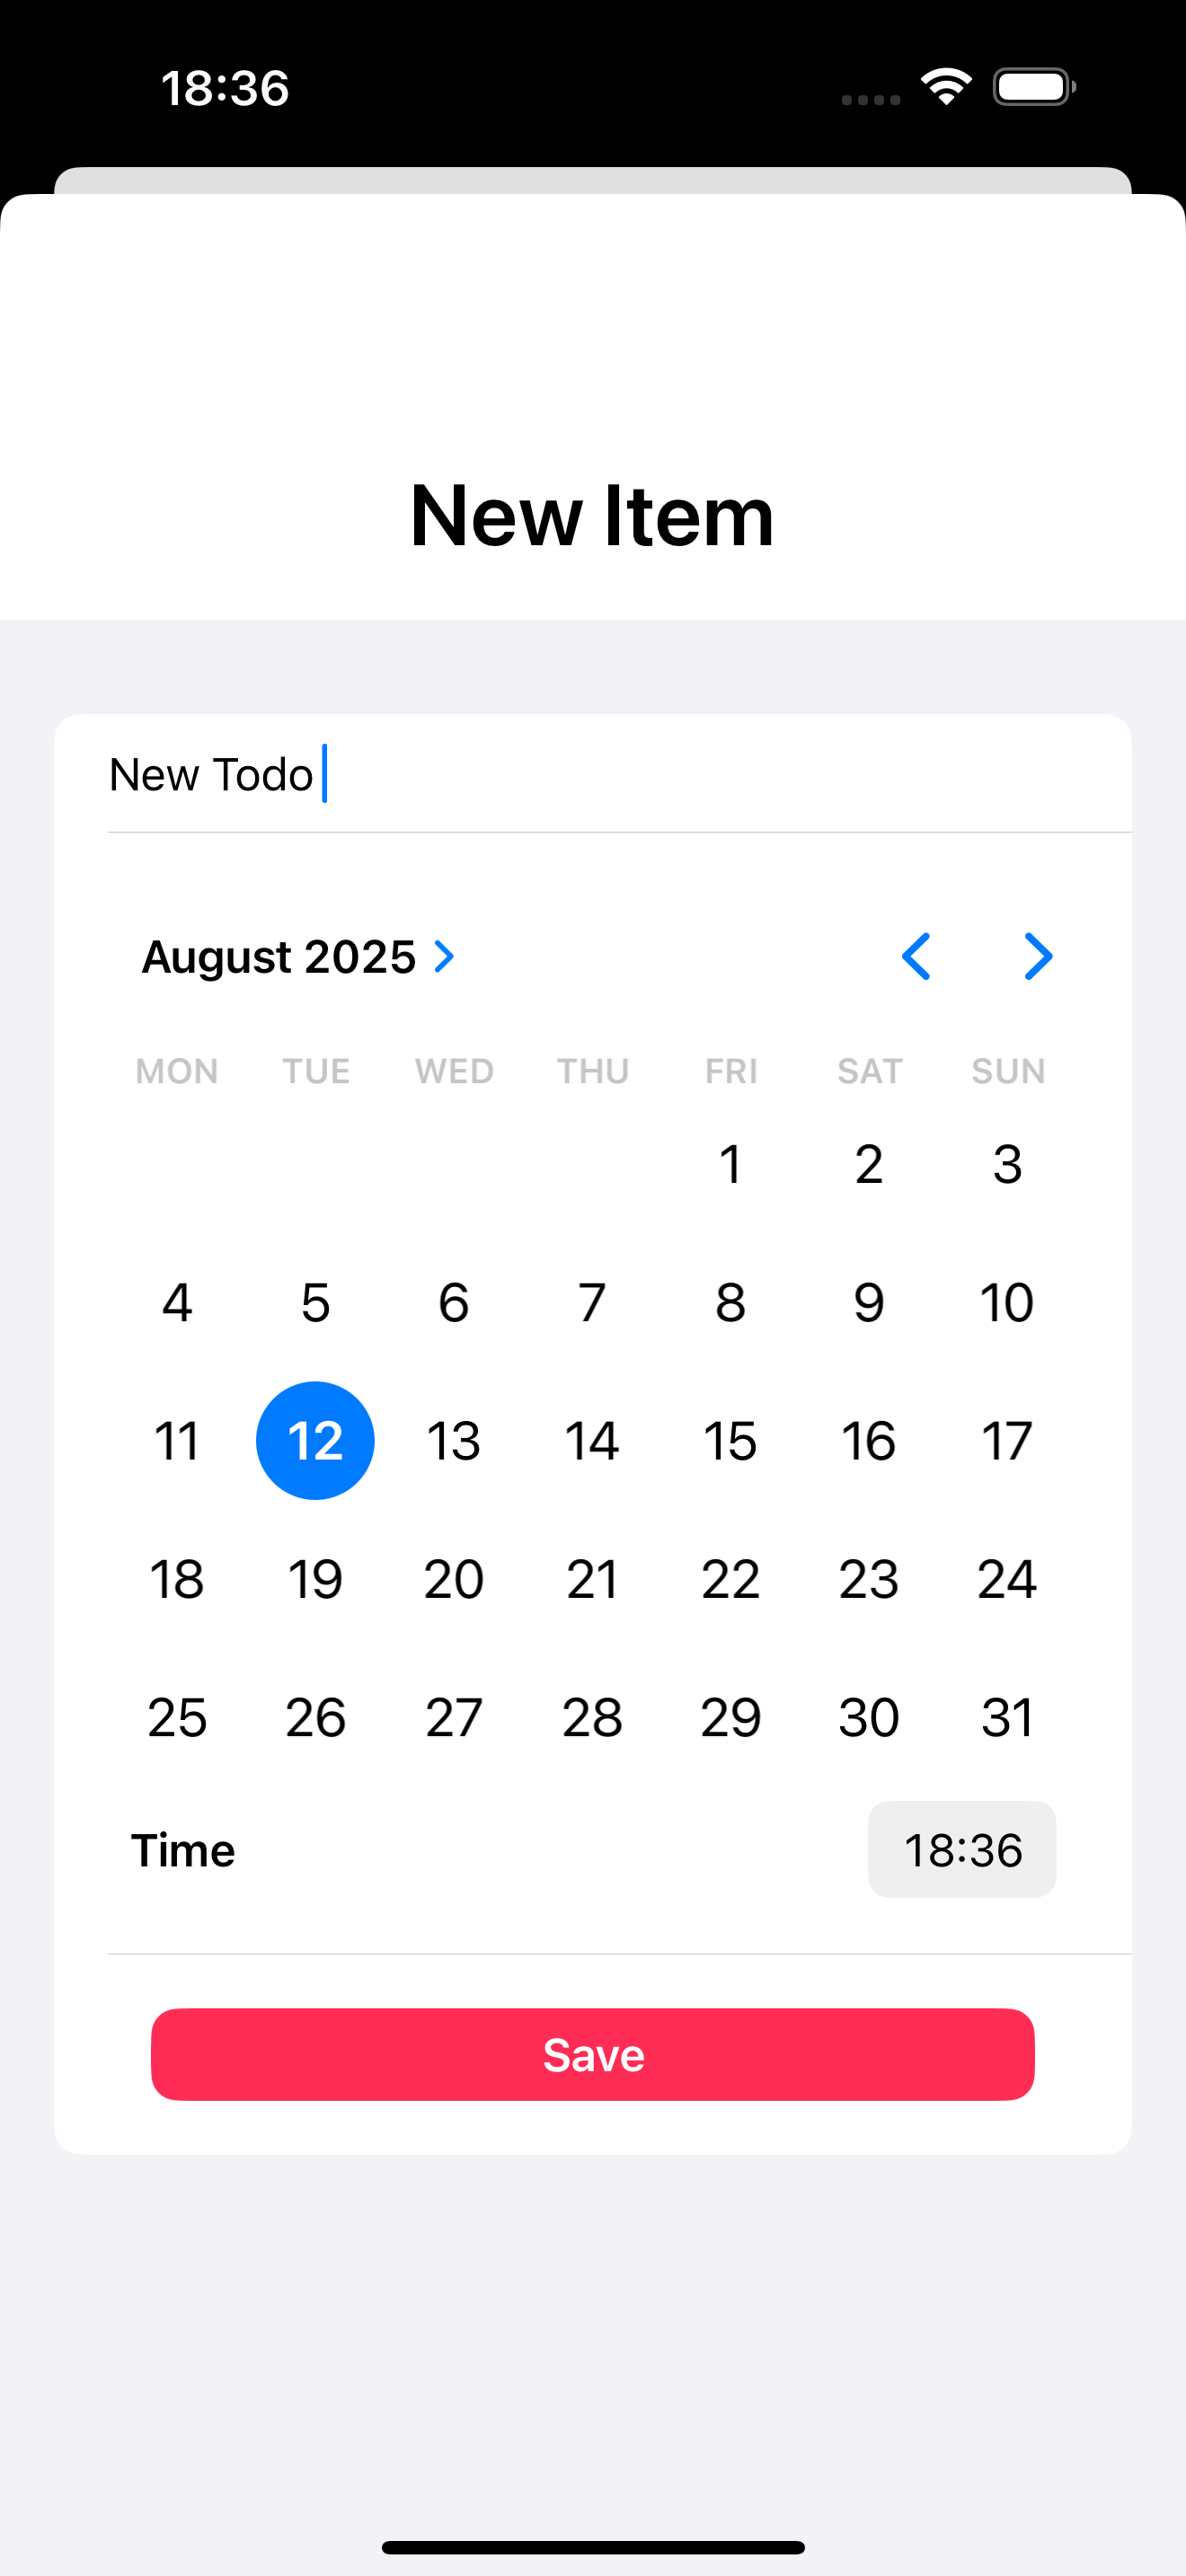 18:36
New Item
New Todo
August 2025
MON TUE WED THU FRI SAT SUN
1 2 3
4 5 6 7 8 9 10
11 12 13 14 15 16 17
18 19 20 21 22 23 24
25 26 27 28 29 30 31
Time 18:36
Save